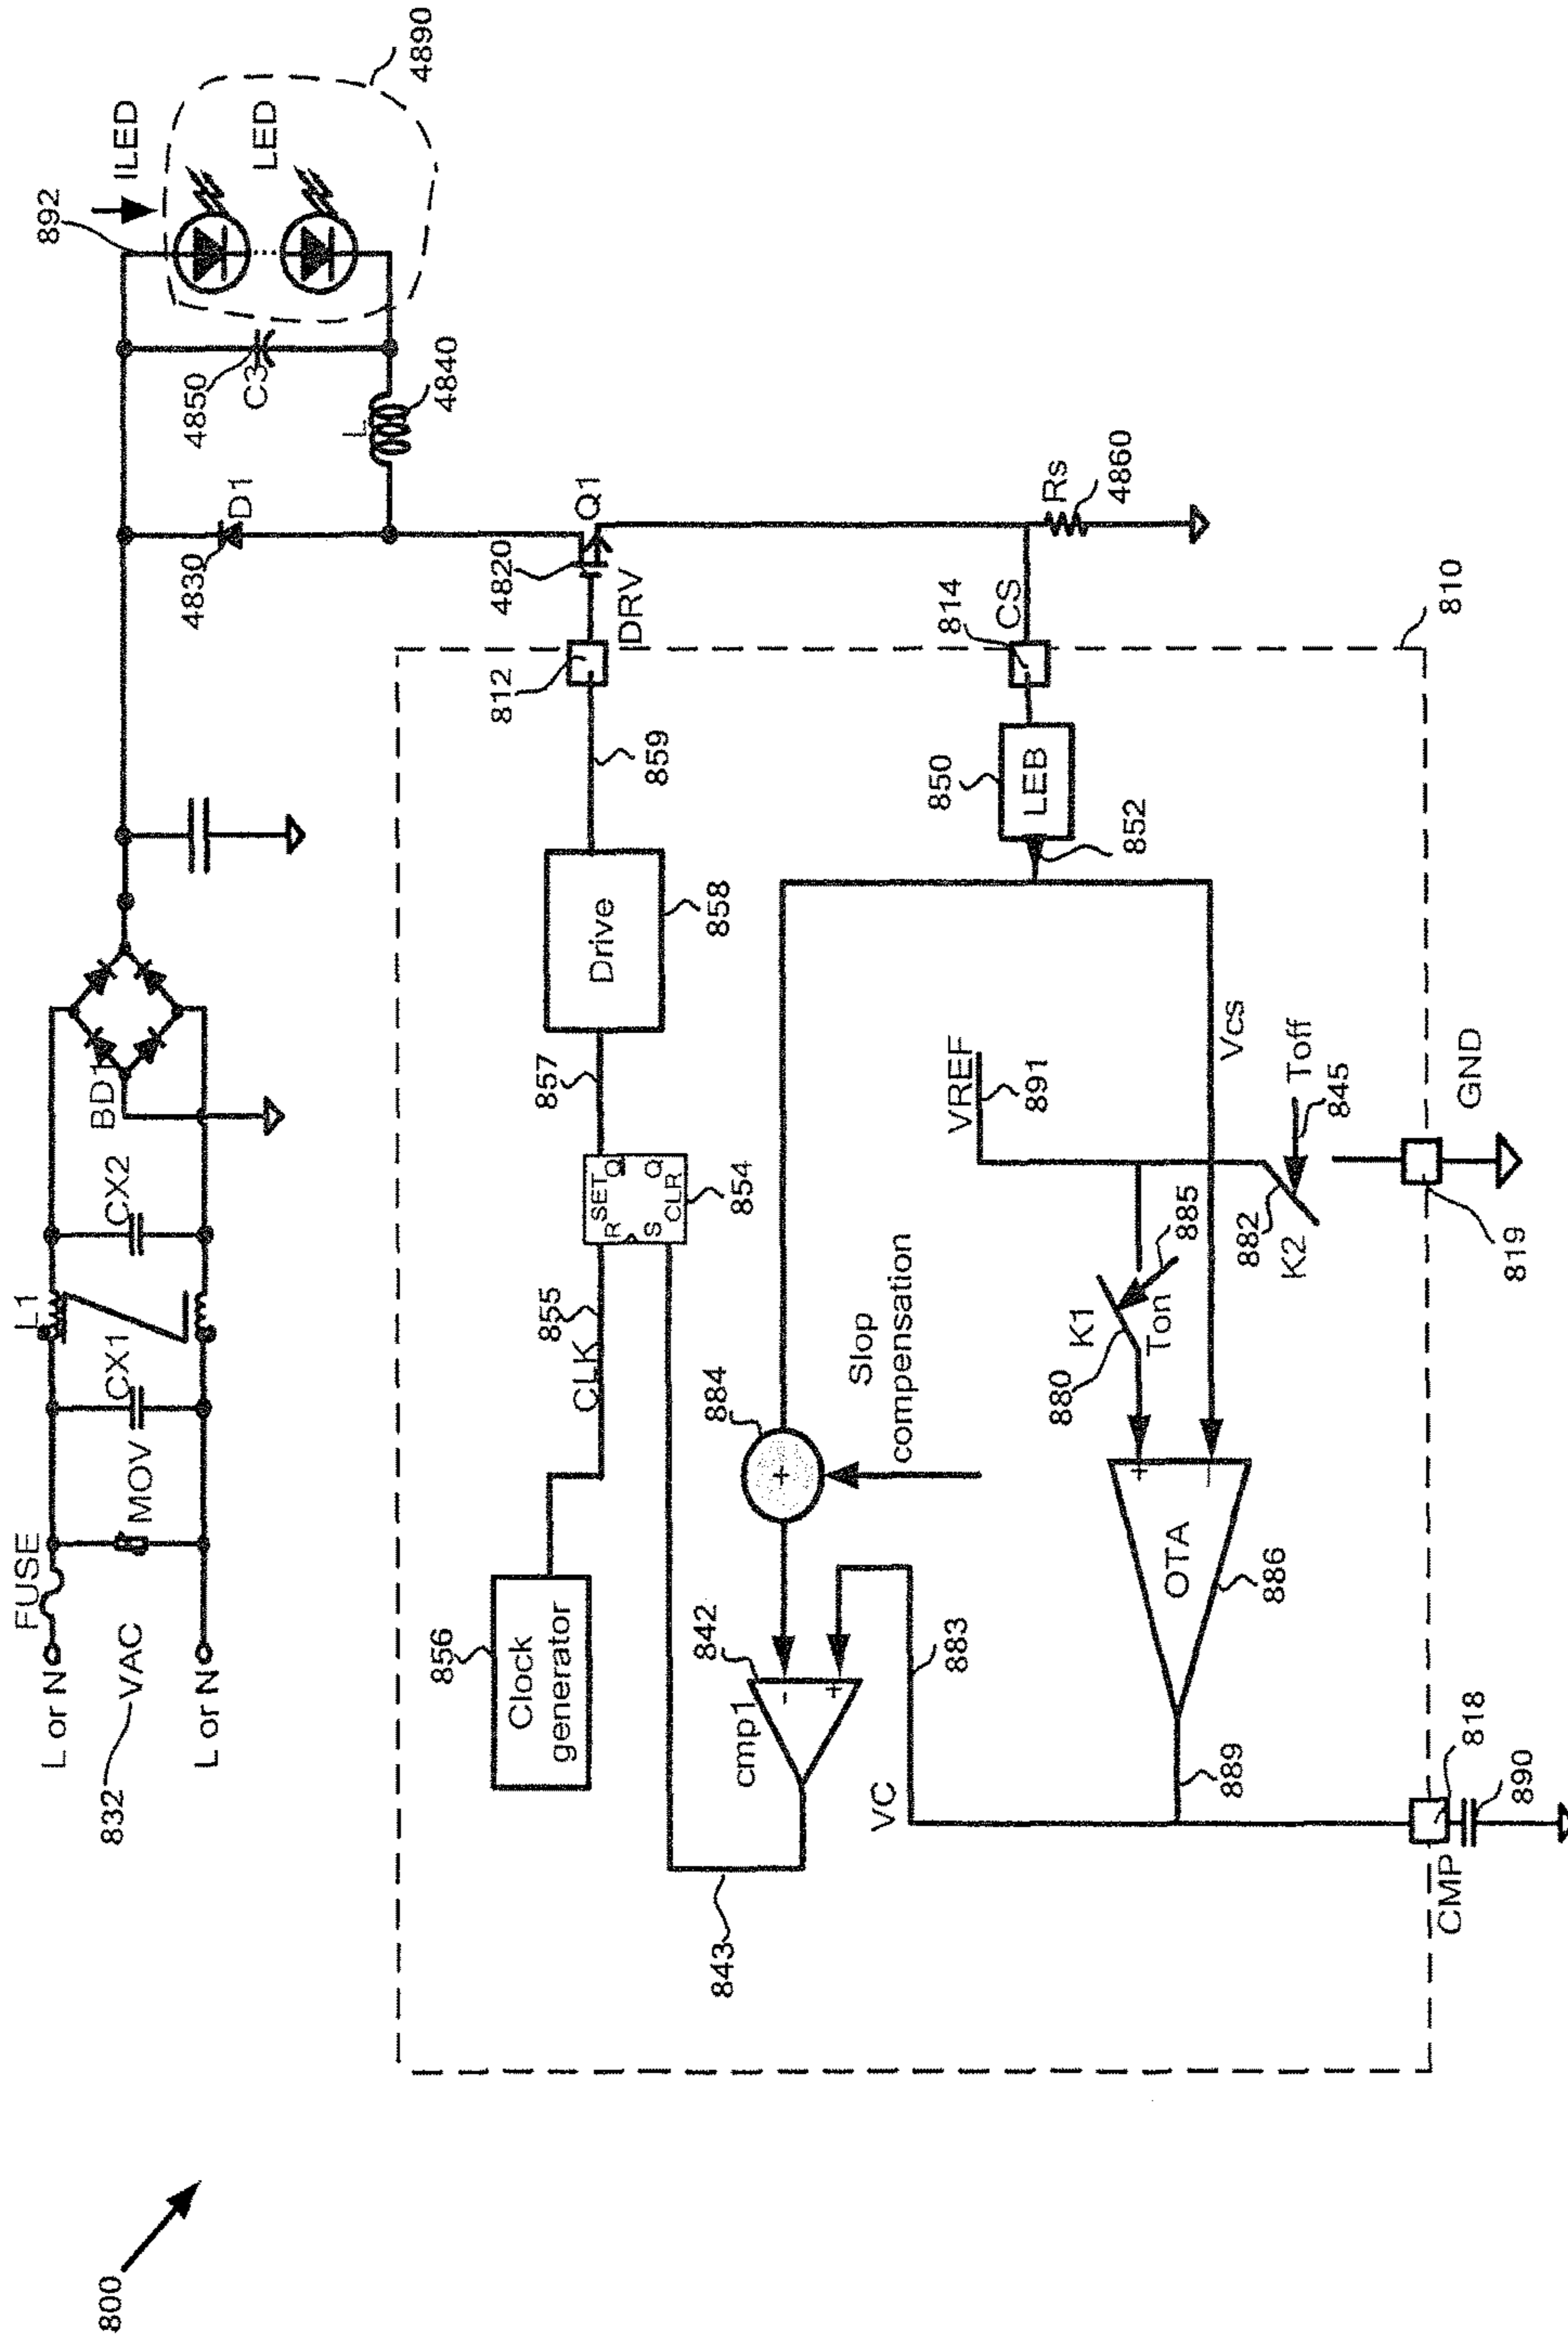 800
L or N
832
VAC
L or N
FUSE
MOV
CX1
L1
CX2
BD1
4830
D1
4850
C3
L
4840
892
ILED
LED
4890
Q1
4820
DRV
812
859
Drive
858
857
SET
R
Q
S
Q
CLR
854
855
CLK
856
Clock
generator
843
cmp1
842
-
+
VC
883
884
+
Slop
compensation
Rs
4860
CS
814
850
LEB
852
810
VREF
891
Vcs
K1
880
Ton
885
Toff
845
882
K2
GND
819
+
-
OTA
886
889
CMP
818
890